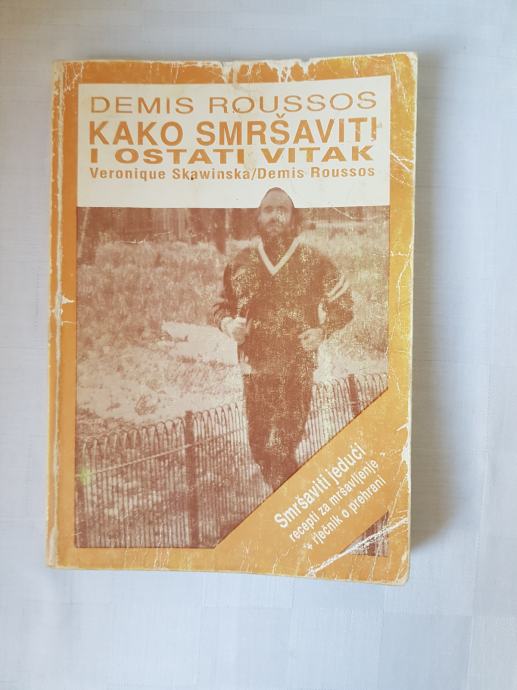 DEMIS ROUSSOS
KAKO SMRŠAVITI
I OSTATI VITAK
Veronique Skawinska/Demis Roussos
Smršaviti jedući
recepti za mršavljenje
+ rječnik o prehrani